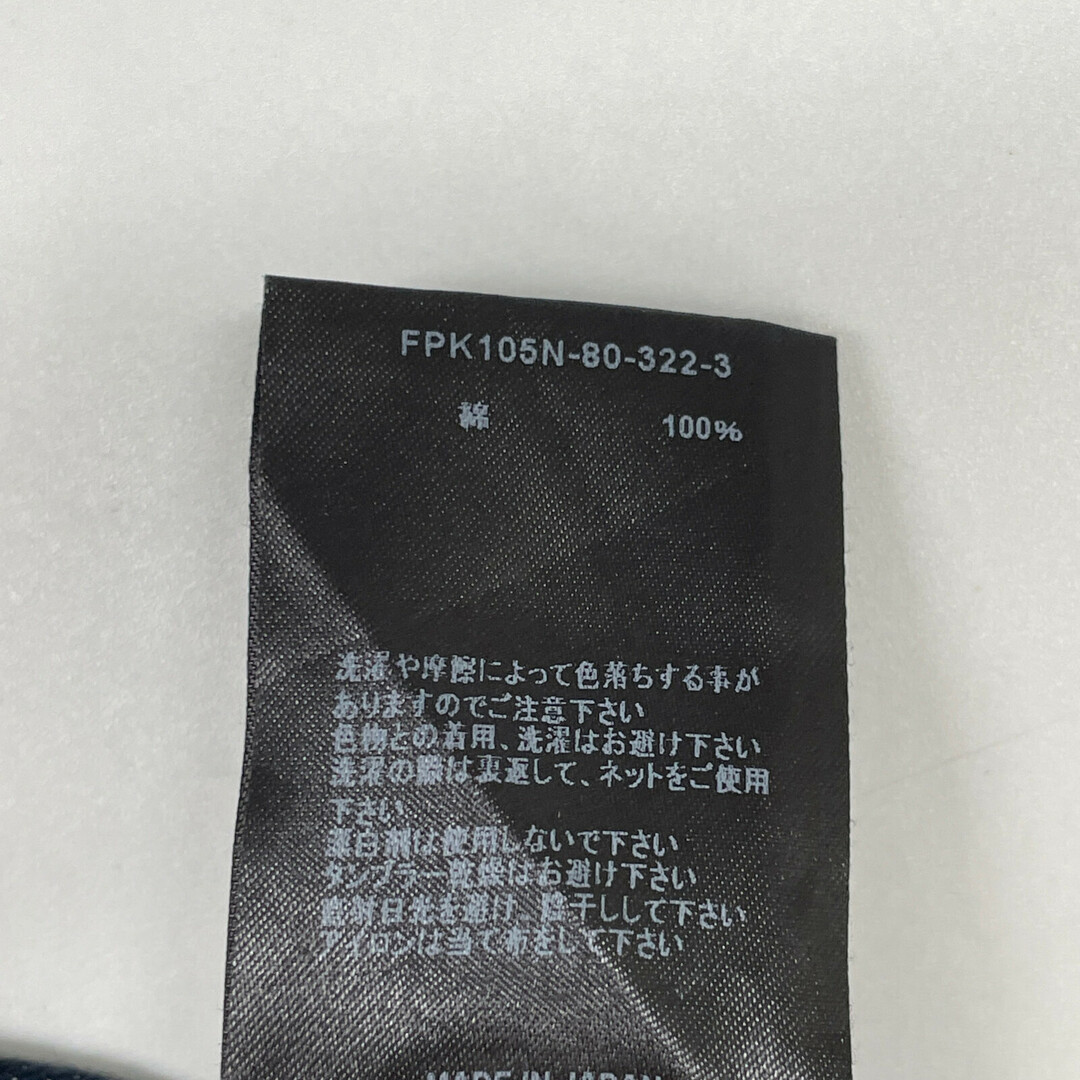 FPK105N-80-322-3
綿 100%
洗濯や摩擦によって色落ちする事が
ありますのでご注意下さい
色物との着用、洗濯はお避け下さい
洗濯の際は裏返して、ネットをご使用
下さい
漂白剤は使用しないで下さい
タンブラー乾燥はお避け下さい
直射日光を避け、陰干しして下さい
アイロンは当て布をして下さい
MADE IN JAPAN